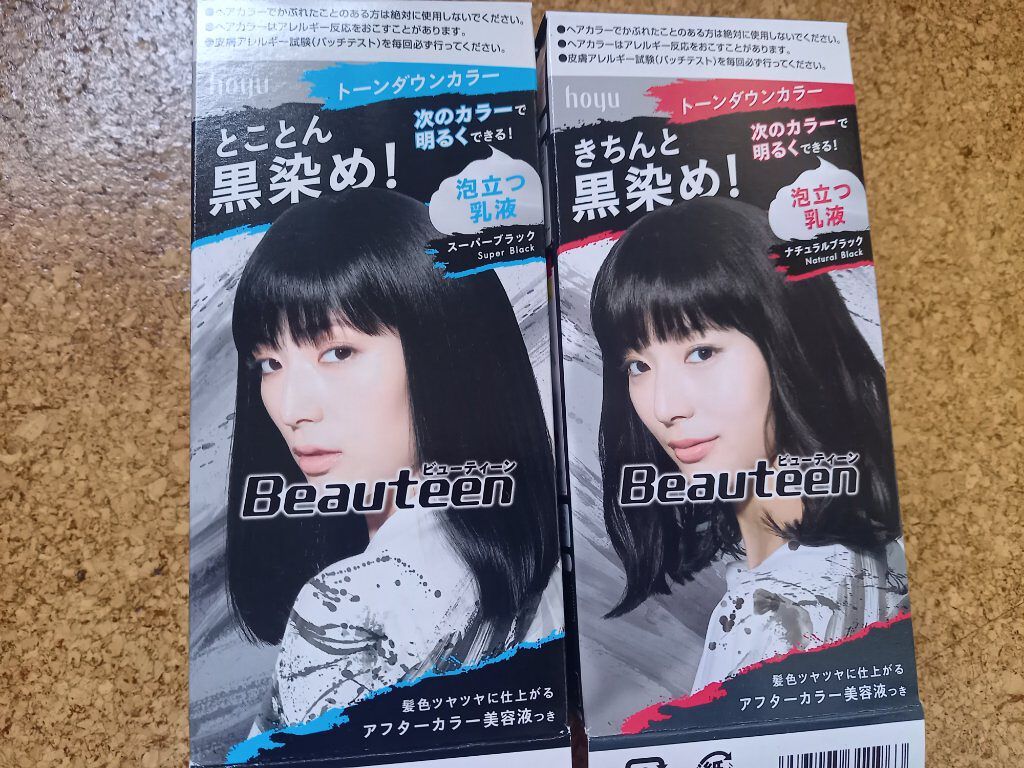 ●ヘアカラーでかぶれたことのある方は絶対に使用しないでください。
●ヘアカラーはアレルギー反応をおこすことがあります。
●皮膚アレルギー試験(パッチテスト)を毎回必ず行ってください。
hoyu
トーンダウンカラー
とことん
黒染め!
次のカラーで
明るくできる!
泡立つ
乳液
スーパーブラック
Super Black
ビューティーン
Beauteen
髪色ツヤツヤに仕上がる
アフターカラー美容液つき
●ヘアカラーでかぶれたことのある方は絶対に使用しないでください。
●ヘアカラーはアレルギー反応をおこすことがあります。
●皮膚アレルギー試験(パッチテスト)を毎回必ず行ってください。
hoyu
トーンダウンカラー
きちんと
黒染め!
次のカラーで
明るくできる!
泡立つ
乳液
ナチュラルブラック
Natural Black
ビューティーン
Beauteen
髪色ツヤツヤに仕上がる
アフターカラー美容液つき